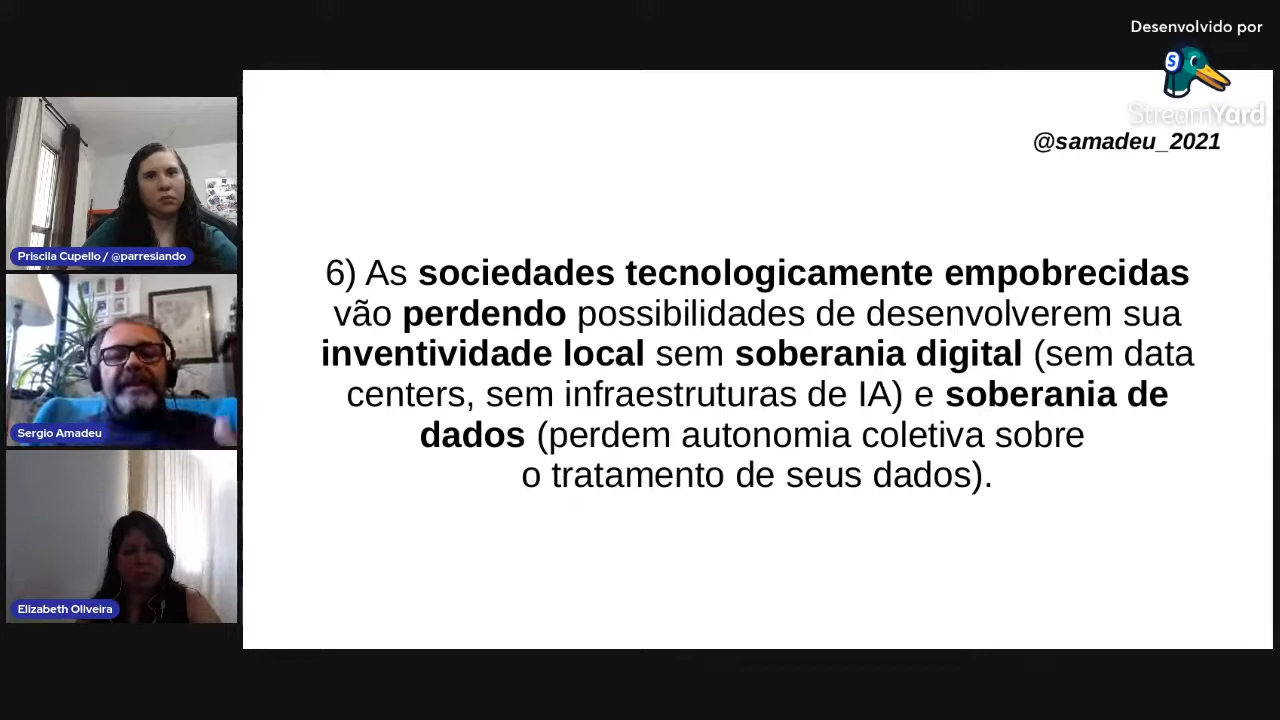 Desenvolvido por
S
StreamYard
@samadeu_2021
Priscila Cupello / @parresiando
Sergio Amadeu
Elizabeth Oliveira
6) As sociedades tecnologicamente empobrecidas
vão perdendo possibilidades de desenvolverem sua
inventividade local sem soberania digital (sem data
centers, sem infraestruturas de IA) e soberania de
dados (perdem autonomia coletiva sobre
o tratamento de seus dados).